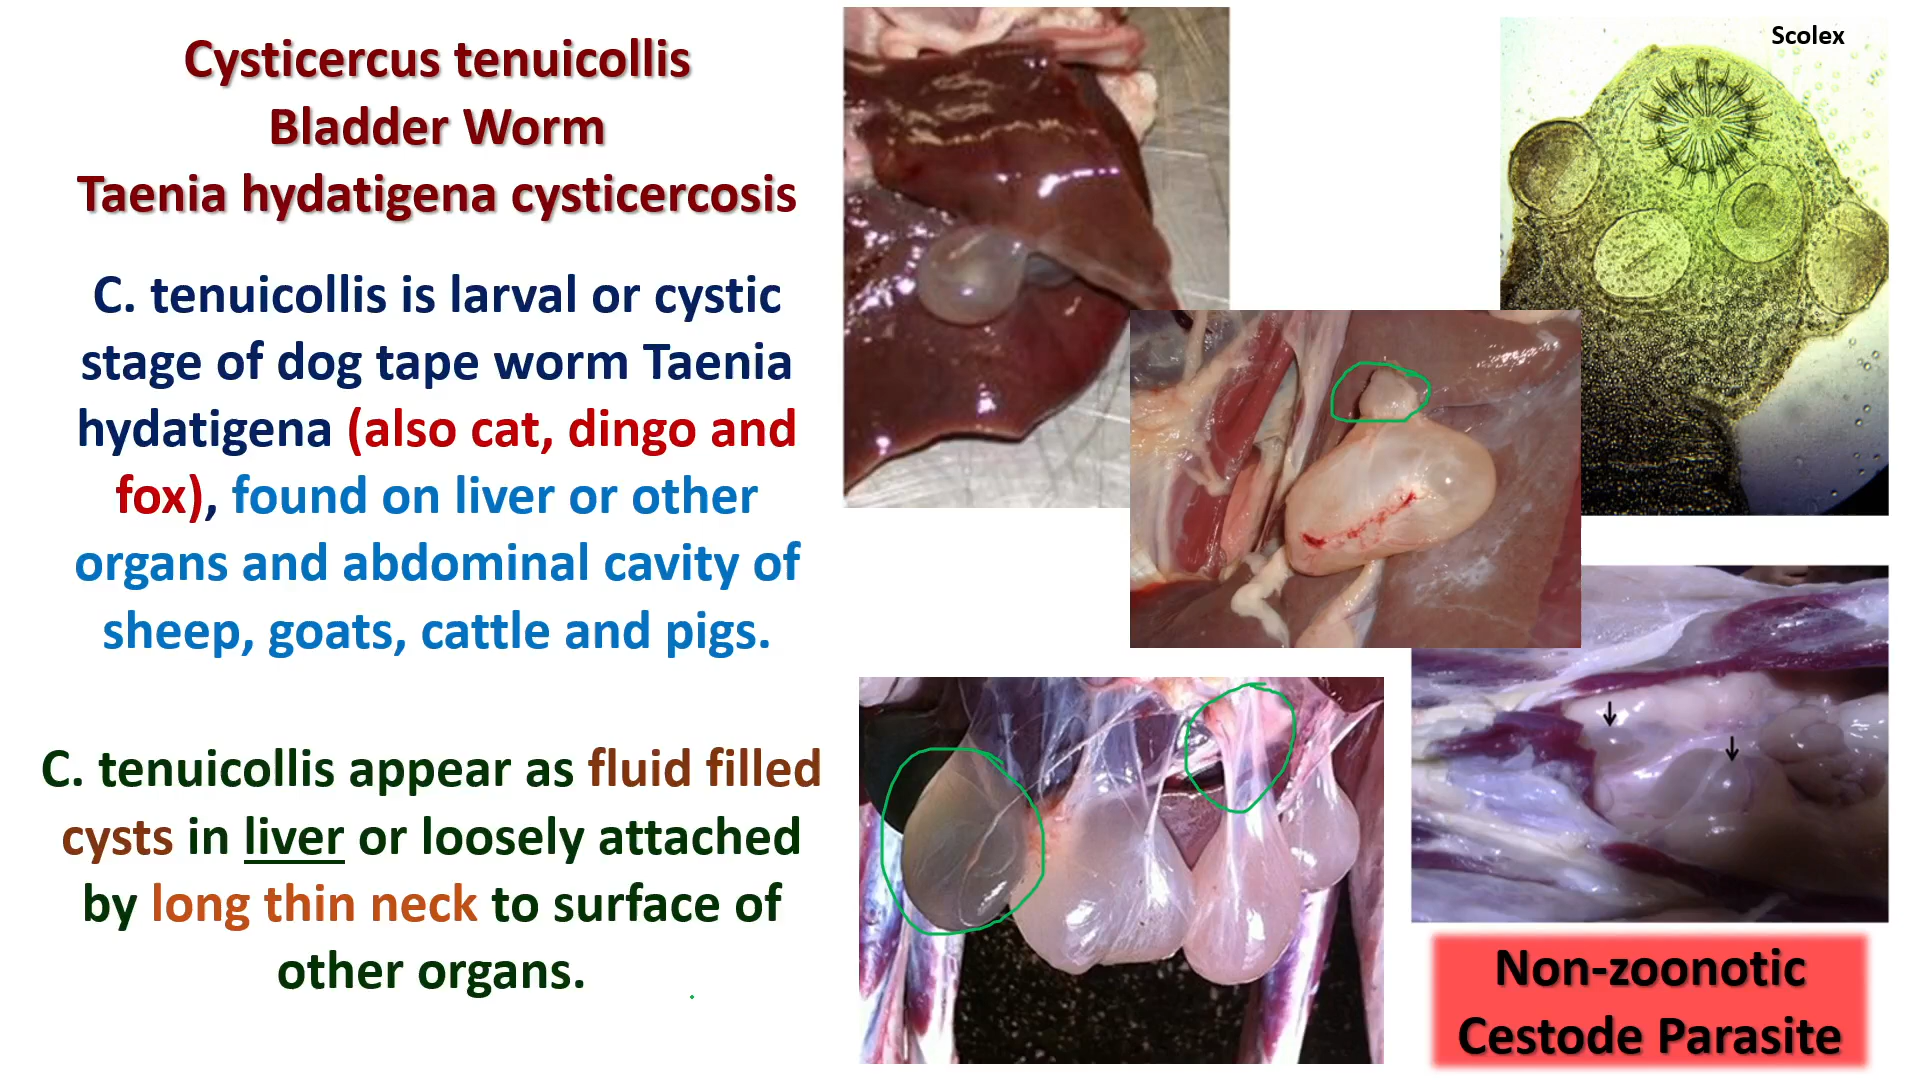 Cysticercus tenuicollis
Bladder Worm
Taenia hydatigena cysticercosis
C. tenuicollis is larval or cystic
stage of dog tape worm Taenia
hydatigena (also cat, dingo and
fox), found on liver or other
organs and abdominal cavity of
sheep, goats, cattle and pigs.
C. tenuicollis appear as fluid filled
cysts in liver or loosely attached
by long thin neck to surface of
other organs.
Scolex
Non-zoonotic
Cestode Parasite